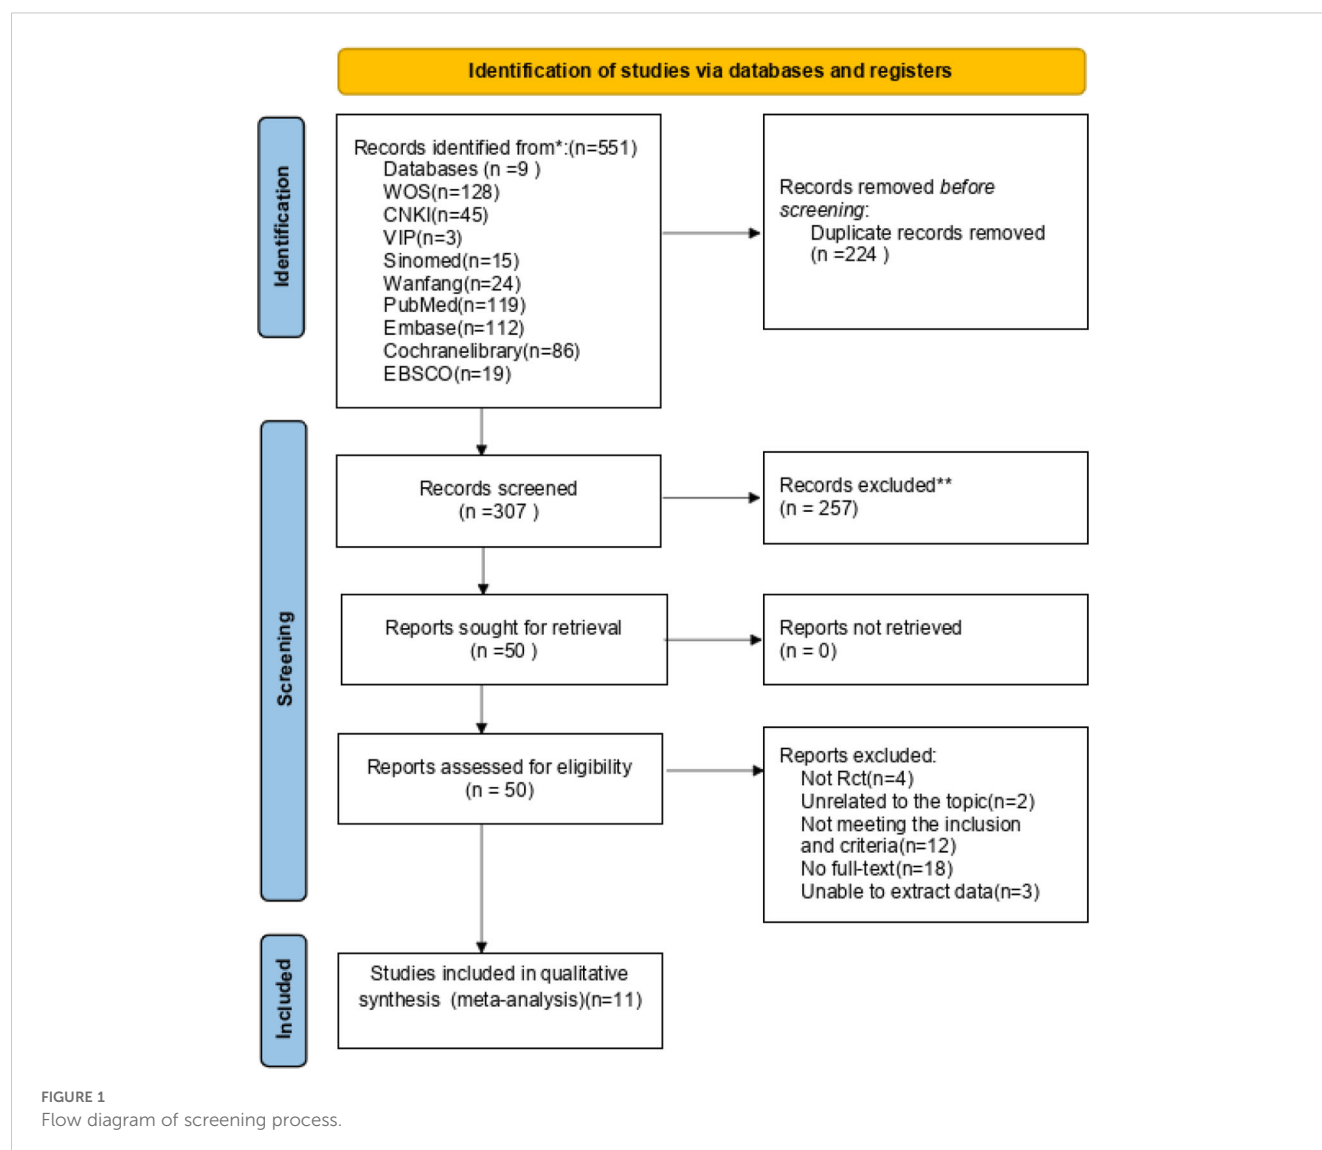 Identification of studies via databases and registers
Identification
Records identified from*:(n=551)
Databases (n =9 )
WOS(n=128)
CNKI(n=45)
VIP(n=3)
Sinomed(n=15)
Wanfang(n=24)
PubMed(n=119)
Embase(n=112)
Cochranelibrary(n=86)
EBSCO(n=19)
Records removed before
screening:
Duplicate records removed
(n =224 )
Screening
Records screened
(n =307 )
Records excluded**
(n = 257)
Reports sought for retrieval
(n =50 )
Reports not retrieved
(n = 0)
Reports assessed for eligibility
(n = 50)
Reports excluded:
Not Rct(n=4)
Unrelated to the topic(n=2)
Not meeting the inclusion
and criteria(n=12)
No full-text(n=18)
Unable to extract data(n=3)
Included
Studies included in qualitative
synthesis (meta-analysis)(n=11)
FIGURE 1
Flow diagram of screening process.